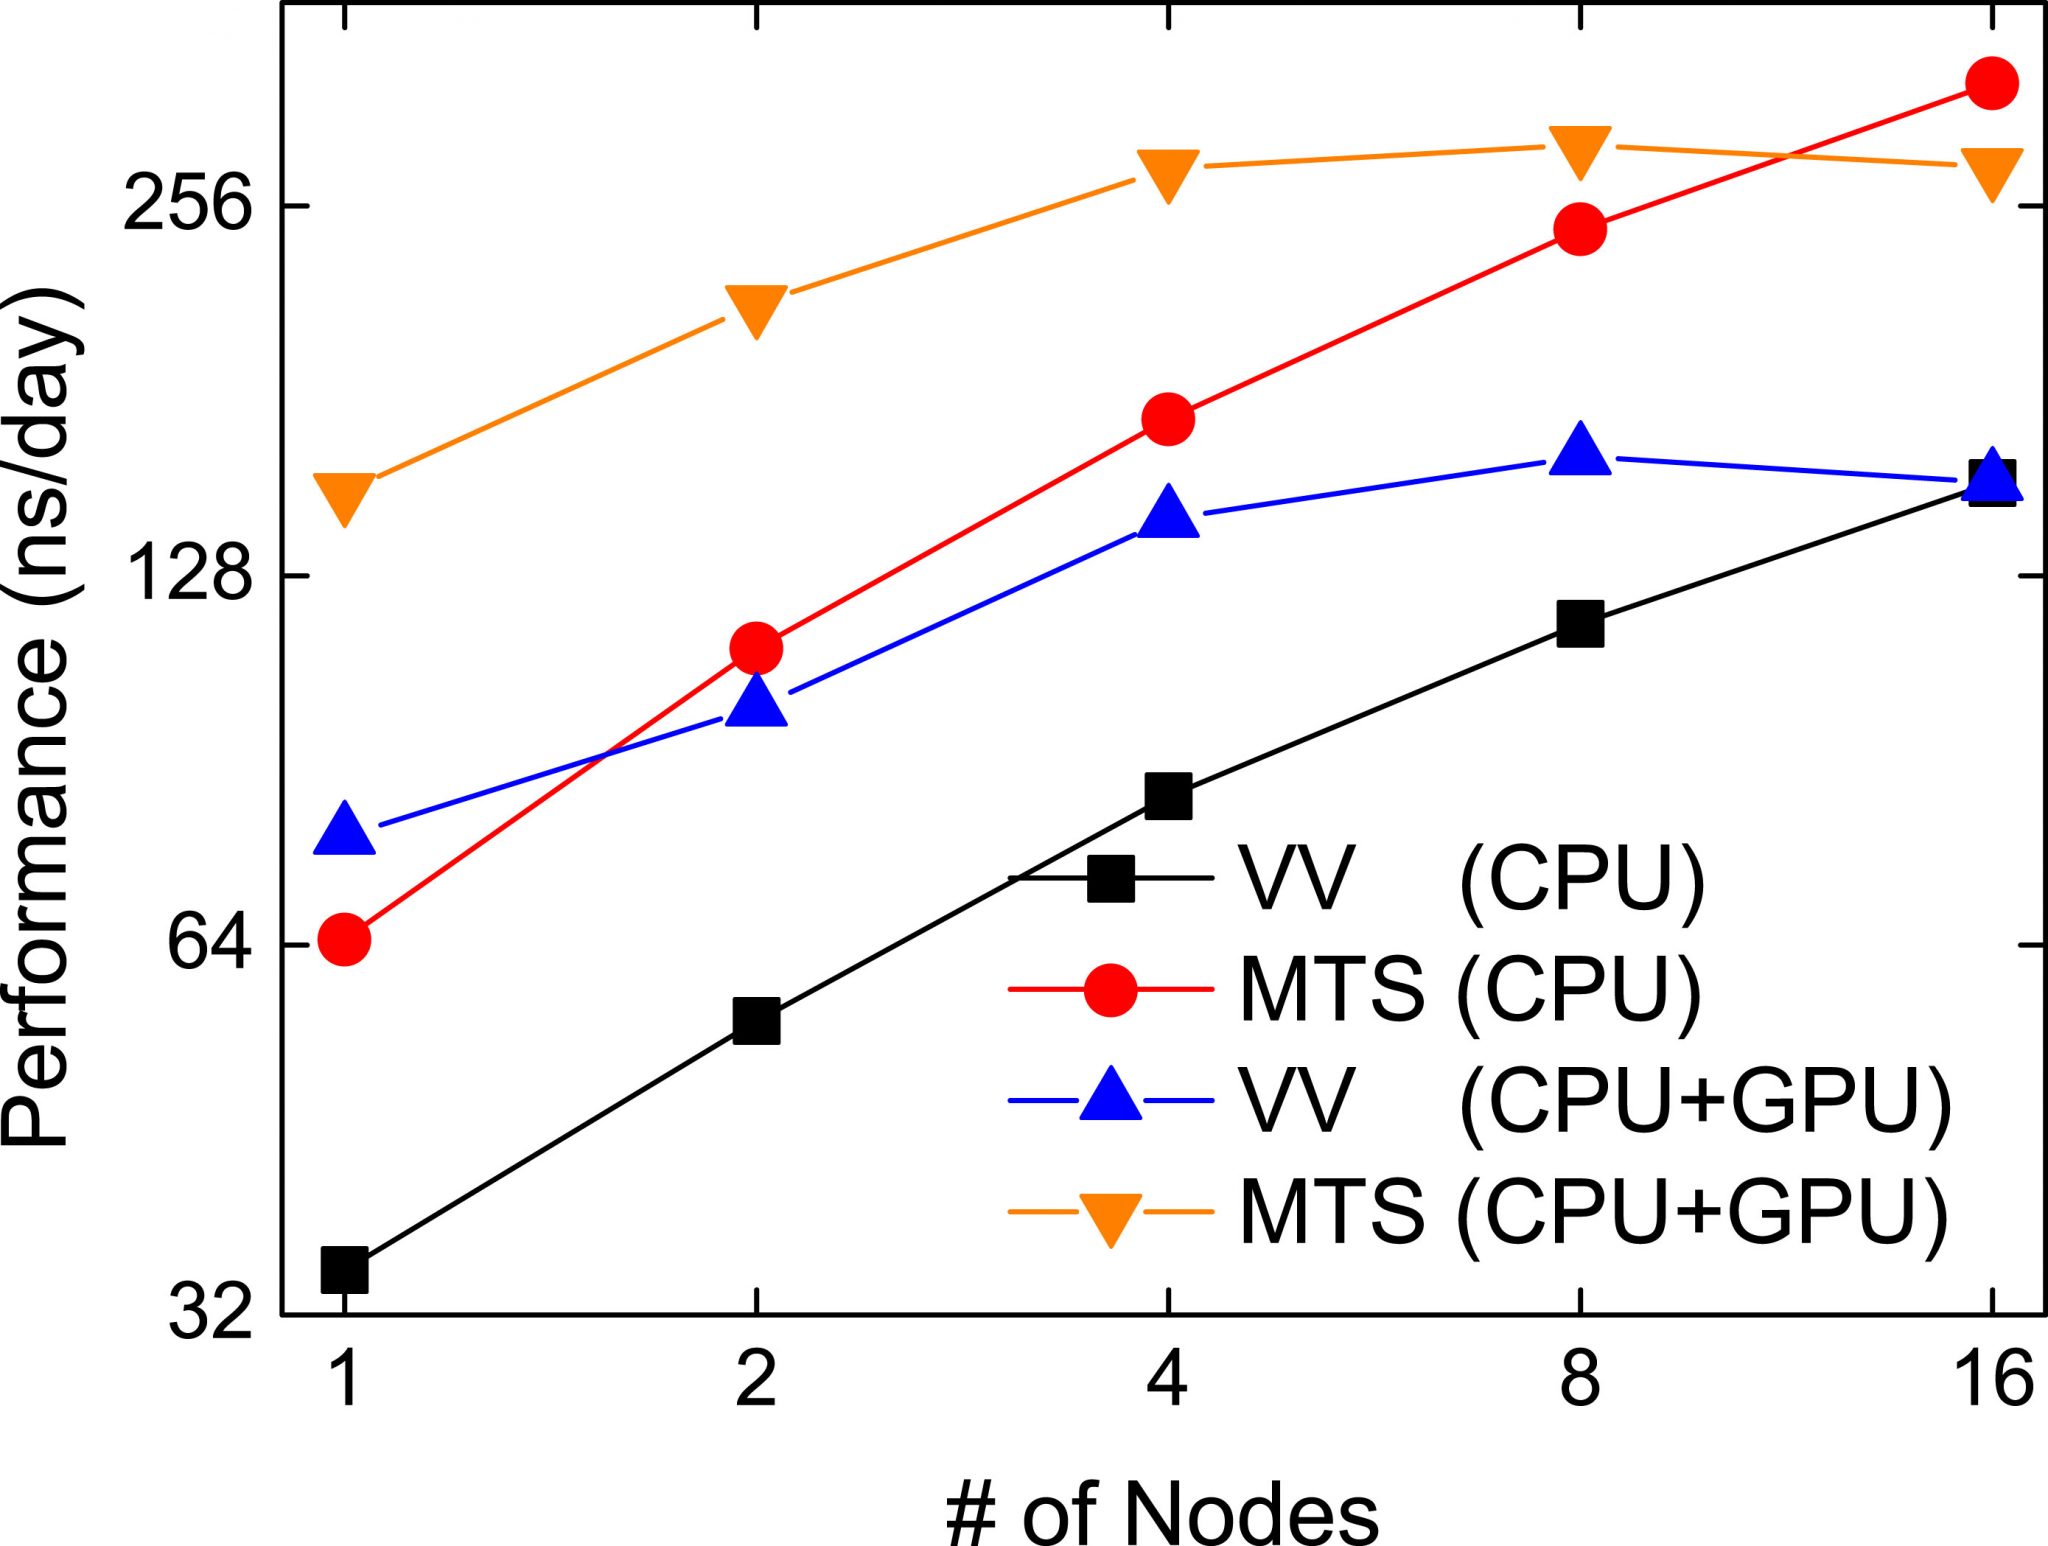 Performance (ns/day)
256
128
64
32
VV (CPU)
MTS (CPU)
VV (CPU+GPU)
MTS (CPU+GPU)
1 2 4 8 16
# of Nodes